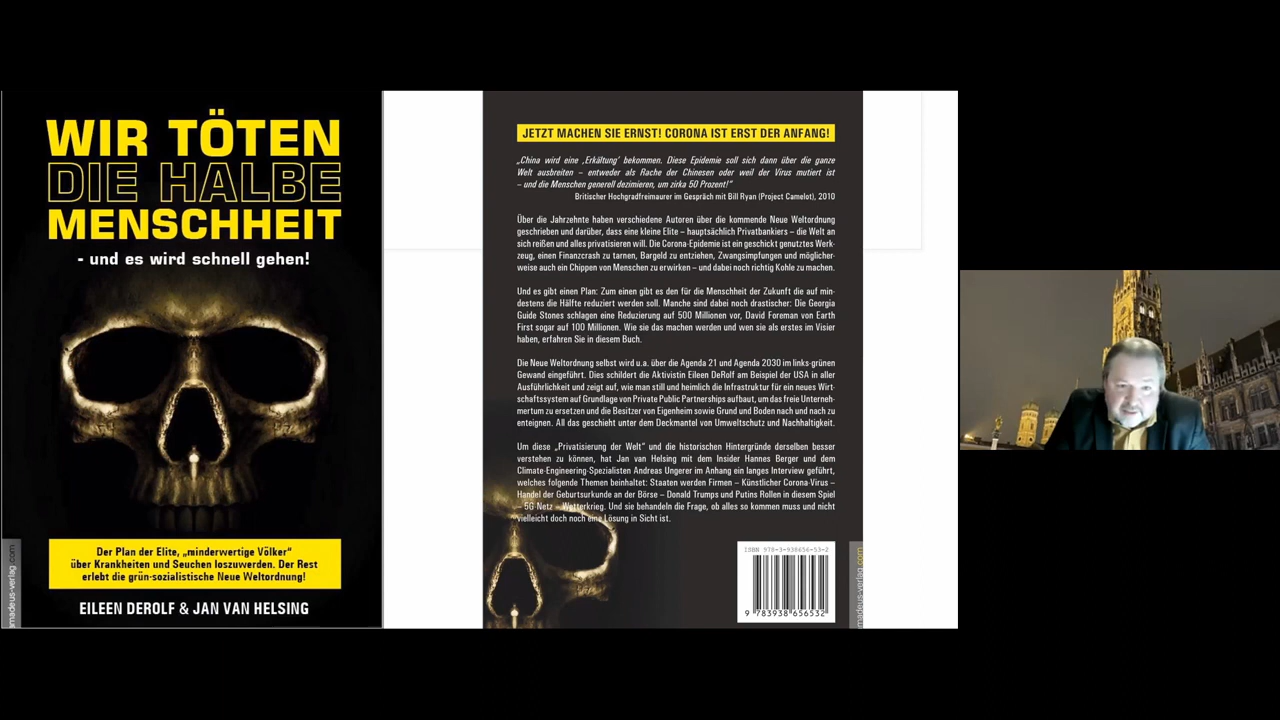 WIR TÖTEN
DIE HALBE
MENSCHHEIT
- und es wird schnell gehen!
Der Plan der Elite, „minderwertige Völker“
über Krankheiten und Seuchen loszuwerden. Der Rest
erlebt die grün-sozialistische Neue Weltordnung!
EILEEN DEROLF & JAN VAN HELSING
amadeus-verlag.com
JETZT MACHEN SIE ERNST! CORONA IST ERST DER ANFANG!
„China wird eine ‚Erkältung‘ bekommen. Diese Epidemie soll sich dann über die ganze
Welt ausbreiten – entweder als Rache der Chinesen oder weil der Virus mutiert ist
– und die Menschen generell dezimieren, um zirka 50 Prozent!“
Britischer Hochgradfreimaurer im Gespräch mit Bill Ryan (Project Camelot), 2010
Über die Jahrzehnte haben verschiedene Autoren über die kommende Neue Weltordnung
geschrieben und darüber, dass eine kleine Elite – hauptsächlich Privatbankiers – die Welt an
sich reißen und alles privatisieren will. Die Corona-Epidemie ist ein geschickt genutztes Werk-
zeug, einen Finanzcrash zu tarnen, Bargeld zu entziehen, Zwangsimpfungen und möglicher-
weise auch ein Chippen von Menschen zu erwirken – und dabei noch richtig Kohle zu machen.
Und es gibt einen Plan: Zum einen gibt es den für die Menschheit der Zukunft die auf min-
destens die Hälfte reduziert werden soll. Manche sind dabei noch drastischer: Die Georgia
Guide Stones schlagen eine Reduzierung auf 500 Millionen vor, David Foreman von Earth
First sogar auf 100 Millionen. Wie sie das machen werden und wen sie als erstes im Visier
haben, erfahren Sie in diesem Buch.
Die Neue Weltordnung selbst wird u.a. über die Agenda 21 und Agenda 2030 im links-grünen
Gewand eingeführt. Dies schildert die Aktivistin Eileen DeRolf am Beispiel der USA in aller
Ausführlichkeit und zeigt auf, wie man still und heimlich die Infrastruktur für ein neues Wirt-
schaftssystem auf Grundlage von Private Public Partnerships aufbaut, um das freie Unterneh-
mertum zu ersetzen und die Besitzer von Eigenheim sowie Grund und Boden nach und nach zu
enteignen. All das geschieht unter dem Deckmantel von Umweltschutz und Nachhaltigkeit.
Um diese „Privatisierung der Welt“ und die historischen Hintergründe derselben besser
verstehen zu können, hat Jan van Helsing mit dem Insider Hannes Berger und dem
Climate-Engineering-Spezialisten Andreas Ungerer im Anhang ein langes Interview geführt,
welches folgende Themen beinhaltet: Staaten werden Firmen – Künstlicher Corona-Virus –
Handel der Geburtsurkunde an der Börse – Donald Trumps und Putins Rollen in diesem Spiel
– 5G-Netz – Wetterkrieg. Und sie behandeln die Frage, ob alles so kommen muss und nicht
vielleicht doch noch eine Lösung in Sicht ist.
ISBN 978-3-938656-53-2
9 783938 656532
amadeus-verlag.com